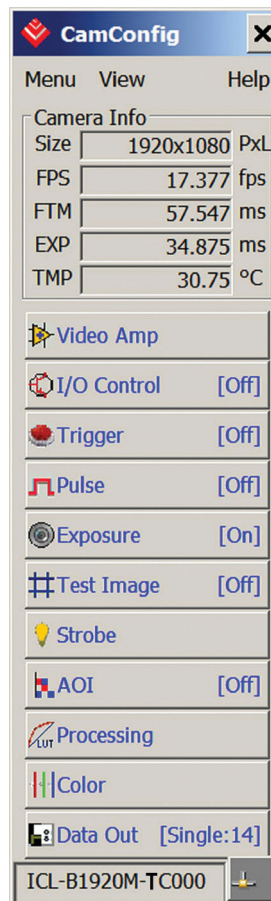 CamConfig
Menu View Help
Camera Info
Size 1920x1080 PxL
FPS 17.377 fps
FTM 57.547 ms
EXP 34.875 ms
TMP 30.75 °C
Video Amp
I/O Control [Off]
Trigger [Off]
Pulse [Off]
Exposure [On]
Test Image [Off]
Strobe
AOI [Off]
LUT Processing
Color
Data Out [Single:14]
ICL-B1920M-TC000